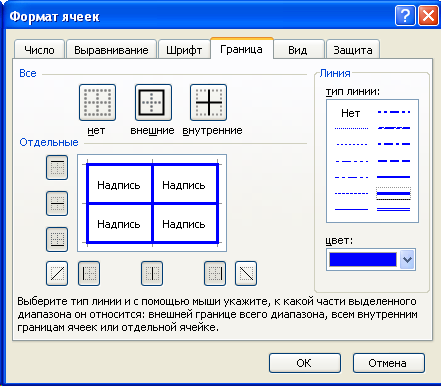 Формат ячеек
Число Выравнивание Шрифт Граница Вид Защита
Все
нет внешние внутренние
Отдельные
Надпись Надпись
Надпись Надпись
Линия
тип линии:
Нет
цвет:
Выберите тип линии и с помощью мыши укажите, к какой части выделенного
диапазона он относится: внешней границе всего диапазона, всем внутренним
границам ячеек или отдельной ячейке.
ОК Отмена